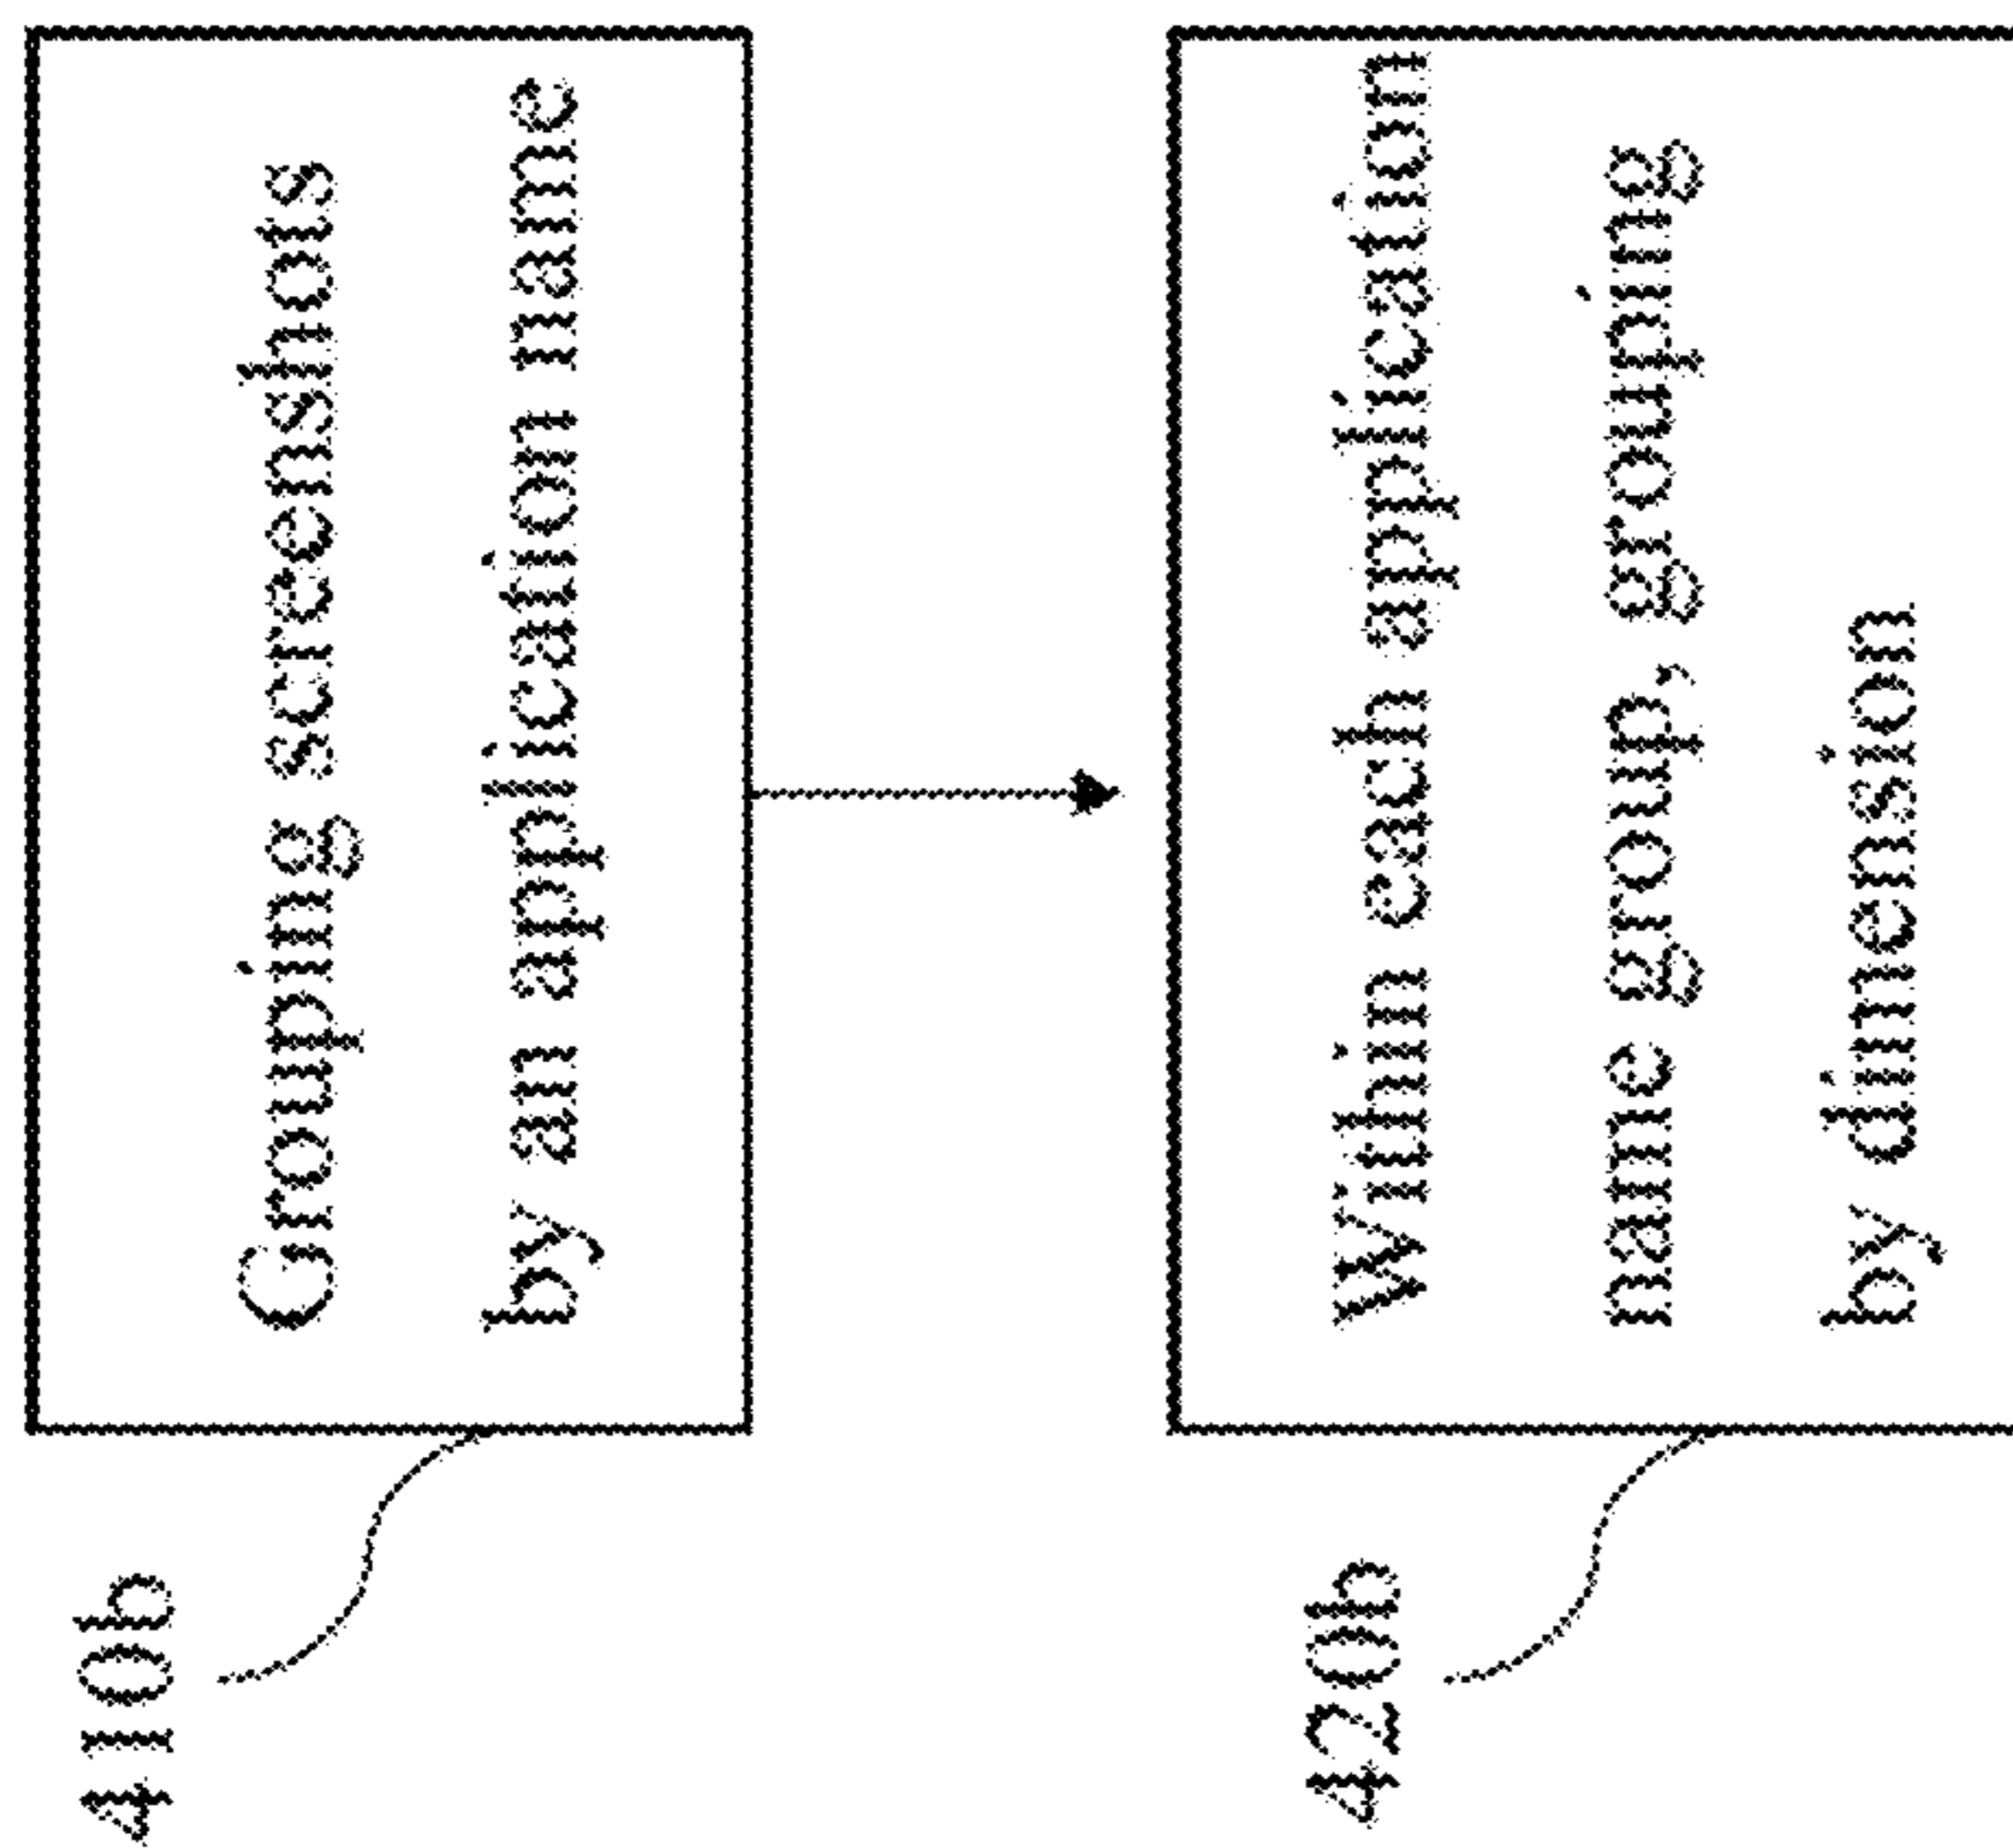 410b
Grouping screenshots
by an application name
420b
Within each application
name group, grouping
by dimension